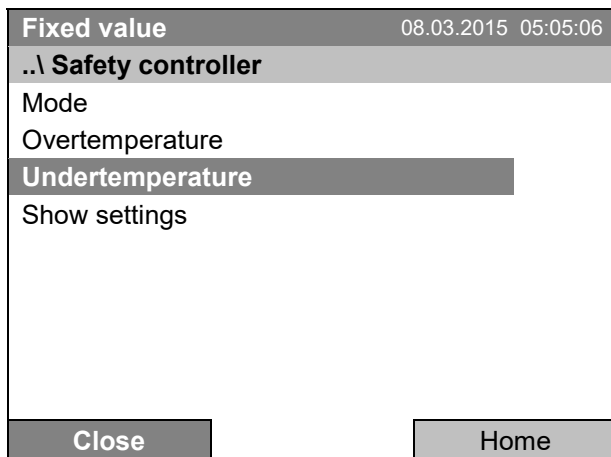 Fixed value 08.03.2015 05:05:06
..\ Safety controller
Mode
Overtemperature
Undertemperature
Show settings
Close Home